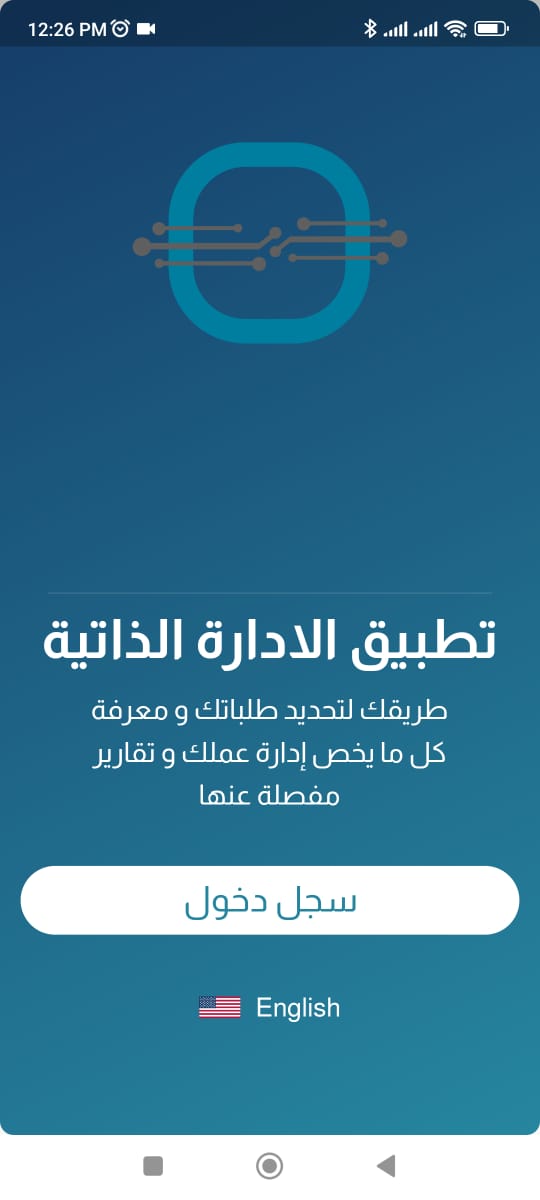 12:26 PM
تطبيق الادارة الذاتية
طريقك لتحديد طلباتك و معرفة
كل ما يخص إدارة عملك و تقارير
مفصلة عنها
سجل دخول
English